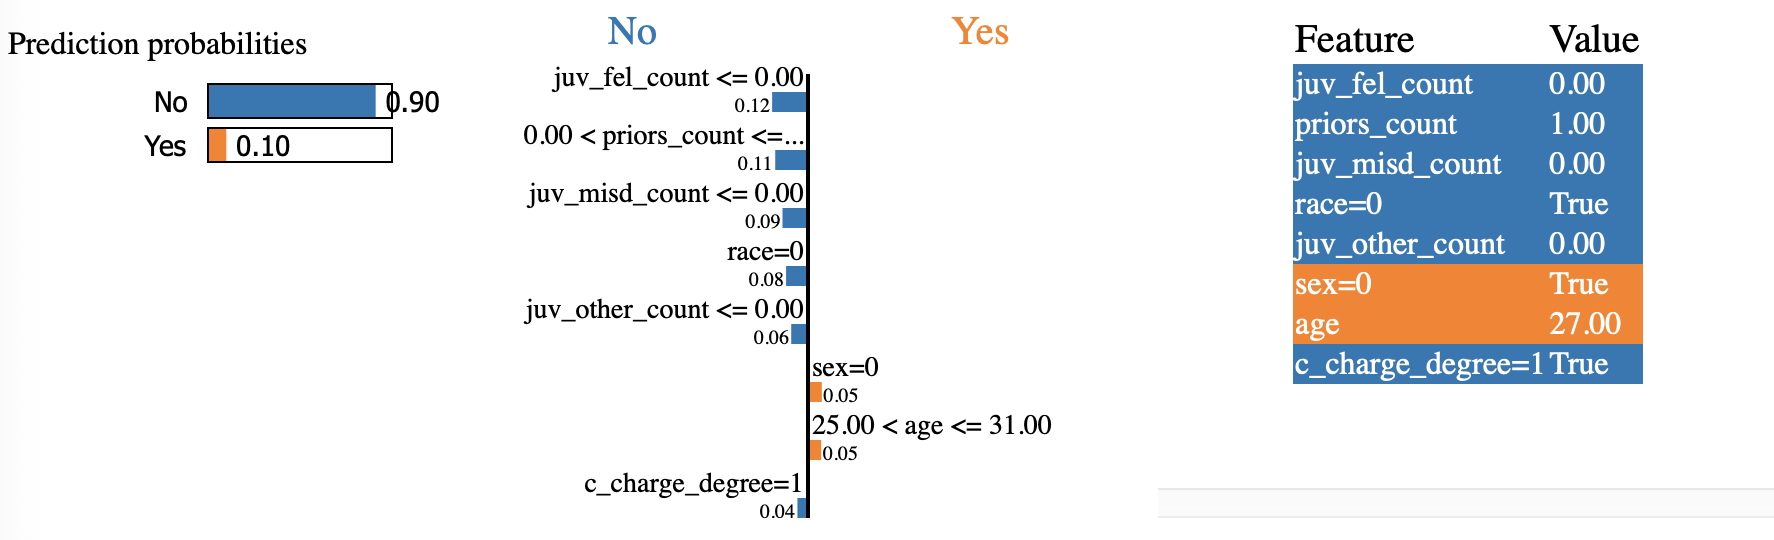 Prediction probabilities
No 0.90
Yes 0.10
No Yes
juv_fel_count <= 0.00
0.12
0.00 < priors_count <=...
0.11
juv_misd_count <= 0.00
0.09
race=0
0.08
juv_other_count <= 0.00
0.06
sex=0
0.05
25.00 < age <= 31.00
0.05
c_charge_degree=1
0.04
Feature Value
juv_fel_count 0.00
priors_count 1.00
juv_misd_count 0.00
race=0 True
juv_other_count 0.00
sex=0 True
age 27.00
c_charge_degree=1 True